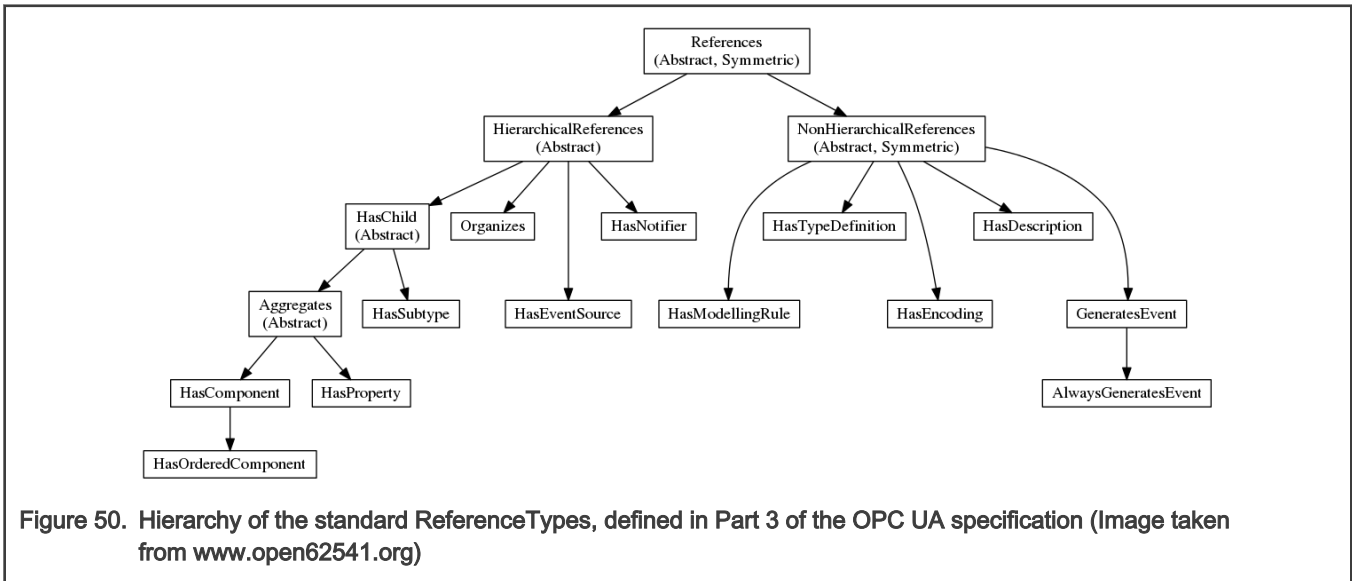 References
(Abstract, Symmetric)
HierarchicalReferences
(Abstract)
NonHierarchicalReferences
(Abstract, Symmetric)
HasChild
(Abstract)
Organizes
HasNotifier
HasTypeDefinition
HasDescription
Aggregates
(Abstract)
HasSubtype
HasEventSource
HasModellingRule
HasEncoding
GeneratesEvent
HasComponent
HasProperty
AlwaysGeneratesEvent
HasOrderedComponent
Figure 50. Hierarchy of the standard ReferenceTypes, defined in Part 3 of the OPC UA specification (Image taken
from www.open62541.org)